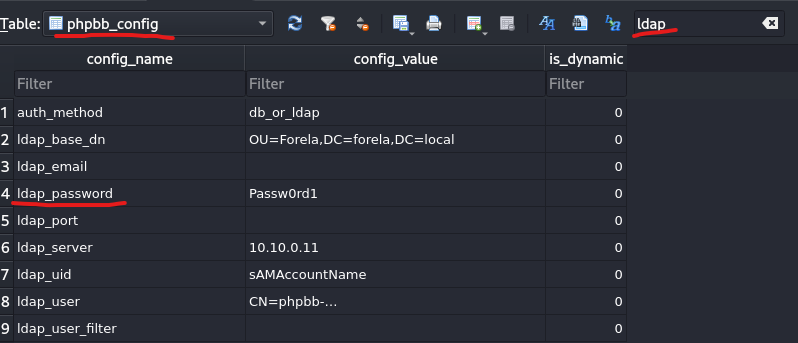 Table: phpbb_config ldap
config_name config_value is_dynamic
Filter Filter Filter
1 auth_method db_or_ldap 0
2 ldap_base_dn OU=Forela,DC=forela,DC=local 0
3 ldap_email 0
4 ldap_password Passw0rd1 0
5 ldap_port 0
6 ldap_server 10.10.0.11 0
7 ldap_uid sAMAccountName 0
8 ldap_user CN=phpbb-… 0
9 ldap_user_filter 0